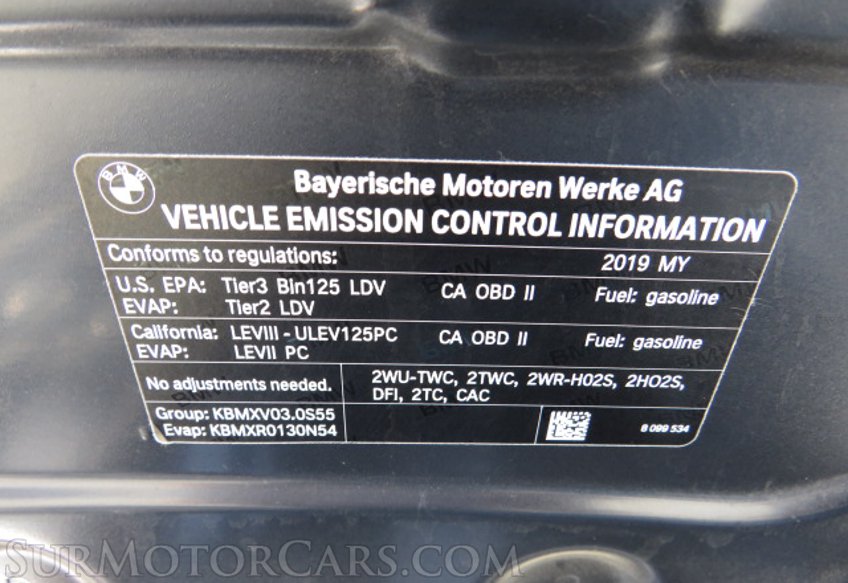 BMW
Bayerische Motoren Werke AG
VEHICLE EMISSION CONTROL INFORMATION
Conforms to regulations: 2019 MY
U.S. EPA: Tier3 Bin125 LDV CA OBD II Fuel: gasoline
EVAP: Tier2 LDV
California: LEVIII - ULEV125PC CA OBD II Fuel: gasoline
EVAP: LEVII PC
No adjustments needed. 2WU-TWC, 2TWC, 2WR-HO2S, 2HO2S,
DFI, 2TC, CAC
Group: KBMXV03.0S55
Evap: KBMXR0130N54
8 099 534
SURMOTORCARS.COM